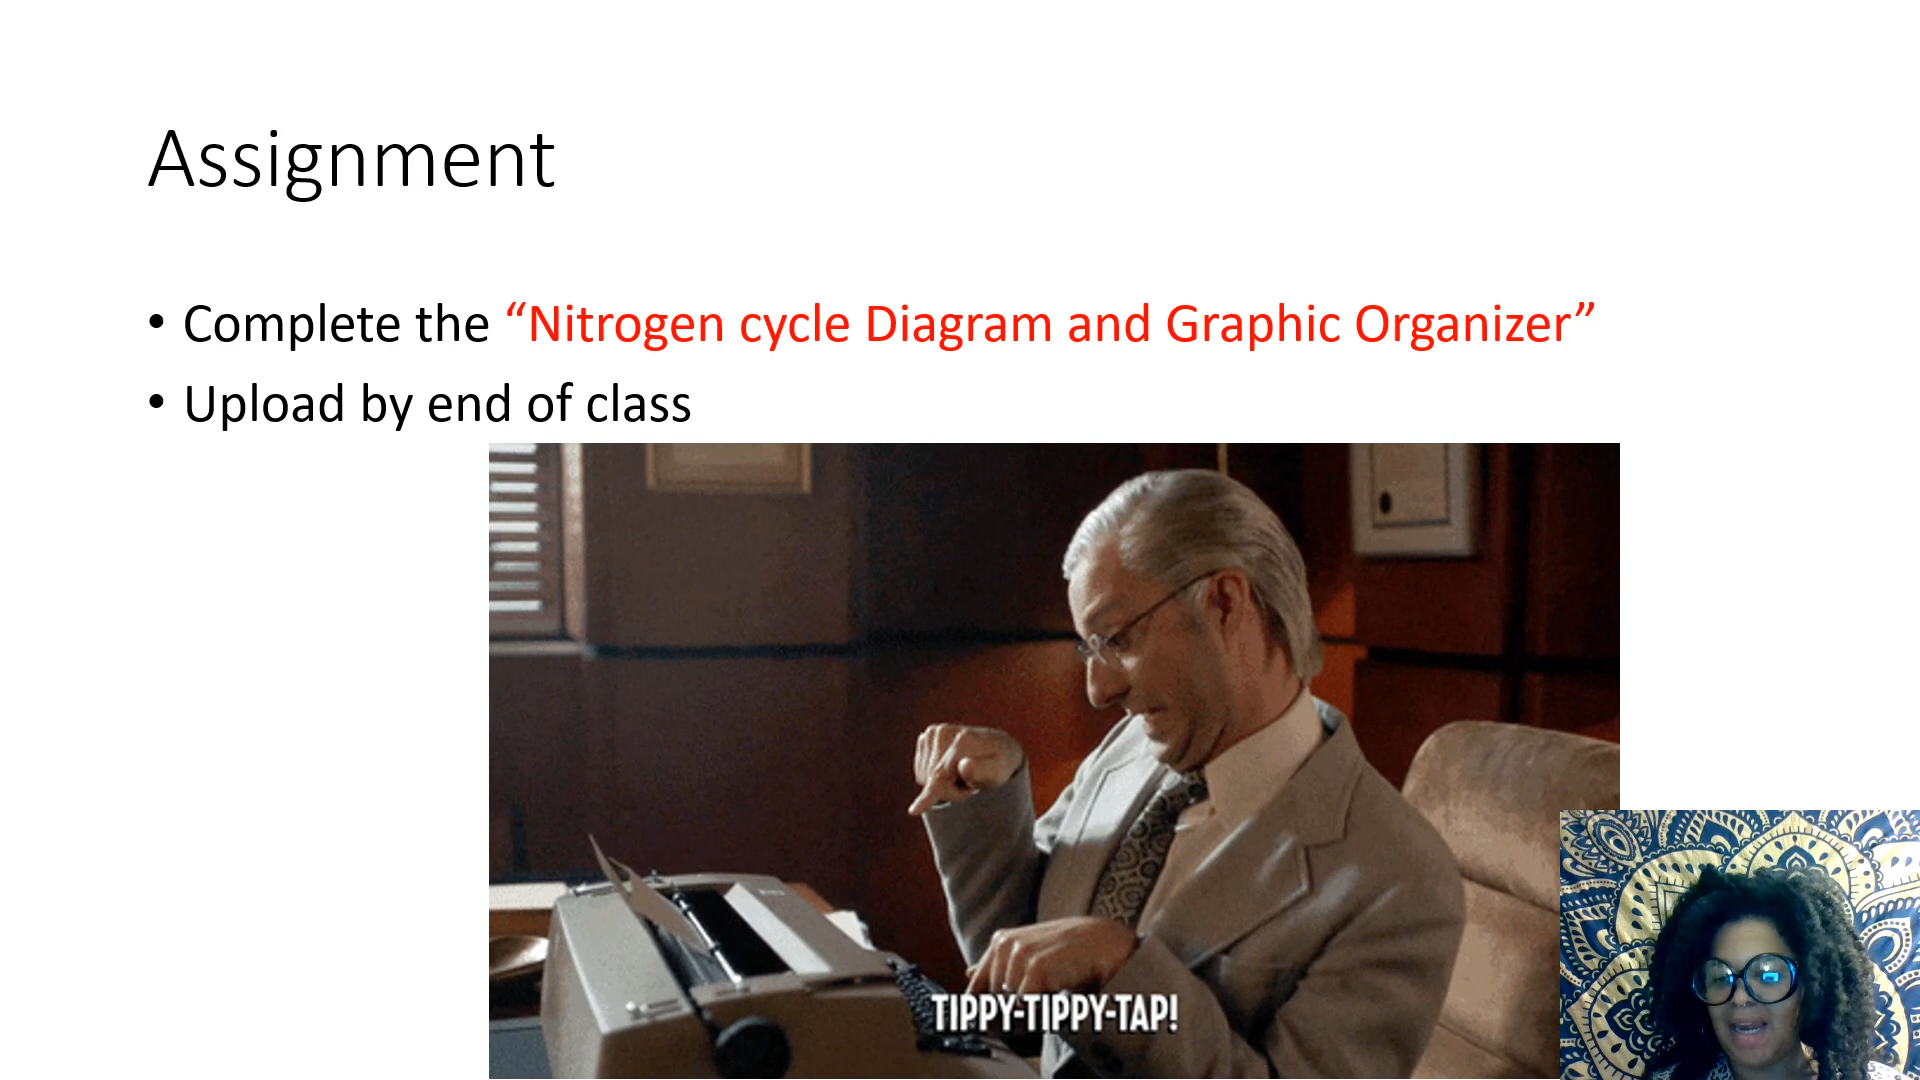 Assignment
• Complete the “Nitrogen cycle Diagram and Graphic Organizer”
• Upload by end of class
TIPPY-TIPPY-TAP!